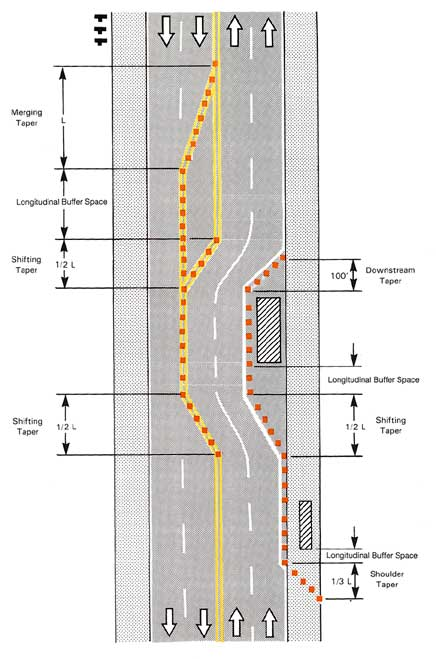 Merging
Taper
L
Longitudinal Buffer Space
Shifting
Taper
1/2 L
100'
Downstream
Taper
Longitudinal Buffer Space
Shifting
Taper
1/2 L
1/2 L
Shifting
Taper
Longitudinal Buffer Space
1/3 L
Shoulder
Taper